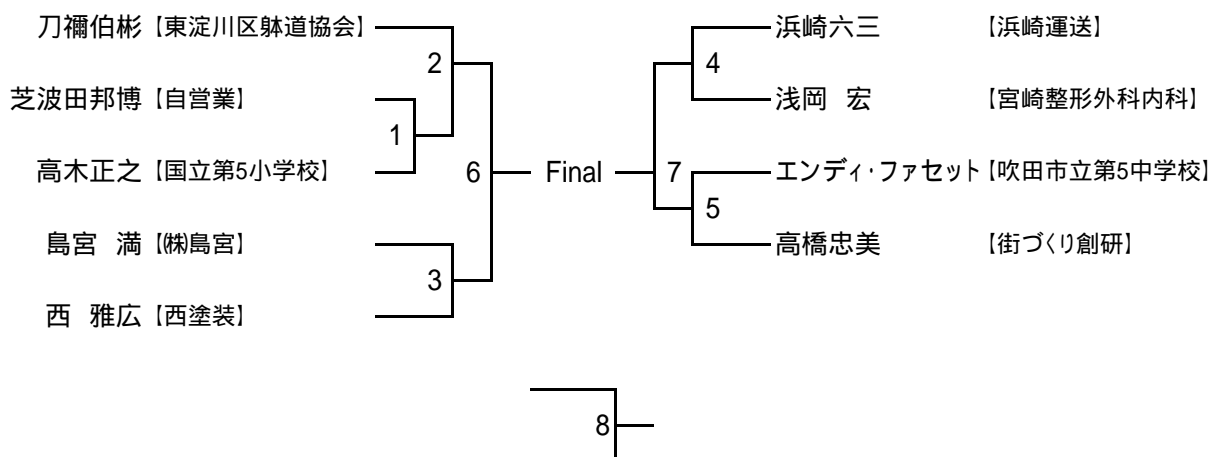 刀禰伯彬【東淀川区躰道協会】
2
芝波田邦博【自営業】
1
高木正之【国立第5小学校】
6
Final
島宮 満【㈱島宮】
3
西 雅広【西塗装】
浜崎六三 【浜崎運送】
4
浅岡 宏 【宮崎整形外科内科】
7
エンディ・ファセット【吹田市立第5中学校】
5
高橋忠美 【街づくり創研】
8